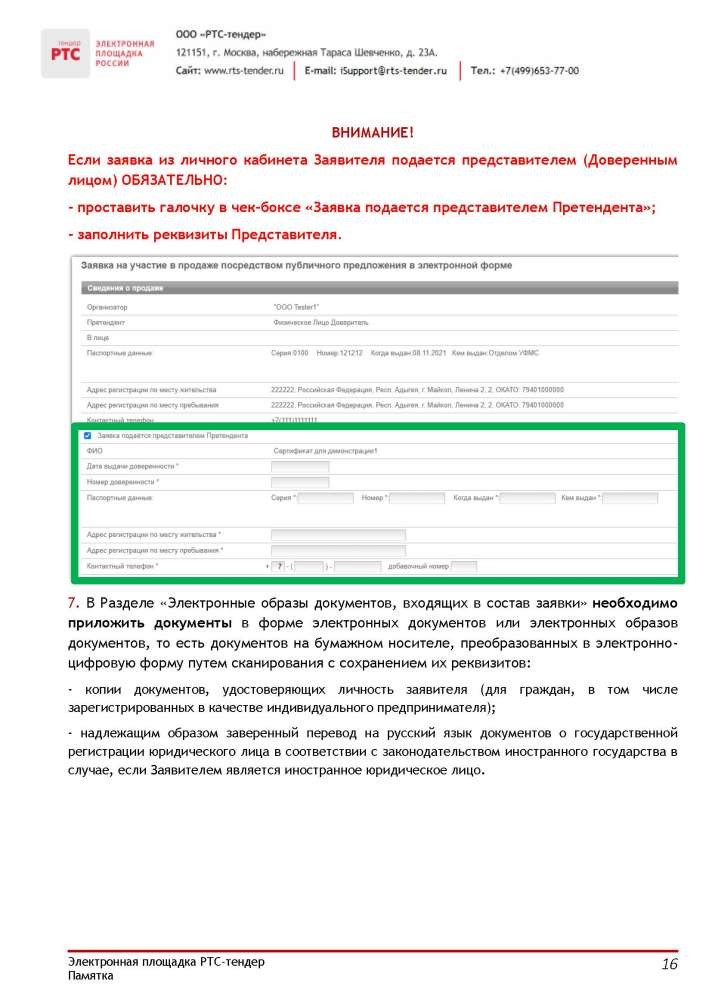 ООО «РТС-тендер»
121151, г. Москва, набережная Тараса Шевченко, д. 23А.
Сайт: www.rts-tender.ru | E-mail: iSupport@rts-tender.ru | Тел.: +7(499)653-77-00
тендер
РТС
ЭЛЕКТРОННАЯ
ПЛОЩАДКА
РОССИИ
ВНИМАНИЕ!
Если заявка из личного кабинета Заявителя подается представителем (Доверенным
лицом) ОБЯЗАТЕЛЬНО:
- проставить галочку в чек-боксе «Заявка подается представителем Претендента»;
- заполнить реквизиты Представителя.
Заявка на участие в продаже посредством публичного предложения в электронной форме
Сведения о продаже
Организатор "ООО Tester1"
Претендент Физическое Лицо Доверитель
В лице
Паспортные данные: Серия 0100 Номер 121212 Когда выдан:08.11.2021 Кем выдан:Отделом УФМС
Адрес регистрации по месту жительства 222222, Российская Федерация, Респ. Адыгея, г. Майкоп, Ленина 2, 2, ОКАТО: 79401000000
Адрес регистрации по месту пребывания 222222, Российская Федерация, Респ. Адыгея, г. Майкоп, Ленина 2, 2, ОКАТО: 79401000000
Контактный телефон +7(111)1111111
Заявка подаётся представителем Претендента
ФИО Сертификат для демонстрации1
Дата выдачи доверенности *
Номер доверенности *
Паспортные данные: Серия *: Номер *: Когда выдан *: Кем выдан *:
Адрес регистрации по месту жительства *
Адрес регистрации по месту пребывания *
Контактный телефон * + 7 - ( ) - добавочный номер
7. В Разделе «Электронные образы документов, входящих в состав заявки» необходимо
приложить документы в форме электронных документов или электронных образов
документов, то есть документов на бумажном носителе, преобразованных в электронно-
цифровую форму путем сканирования с сохранением их реквизитов:
- копии документов, удостоверяющих личность заявителя (для граждан, в том числе
зарегистрированных в качестве индивидуального предпринимателя);
- надлежащим образом заверенный перевод на русский язык документов о государственной
регистрации юридического лица в соответствии с законодательством иностранного государства в
случае, если Заявителем является иностранное юридическое лицо.
Электронная площадка РТС-тендер
Памятка
16